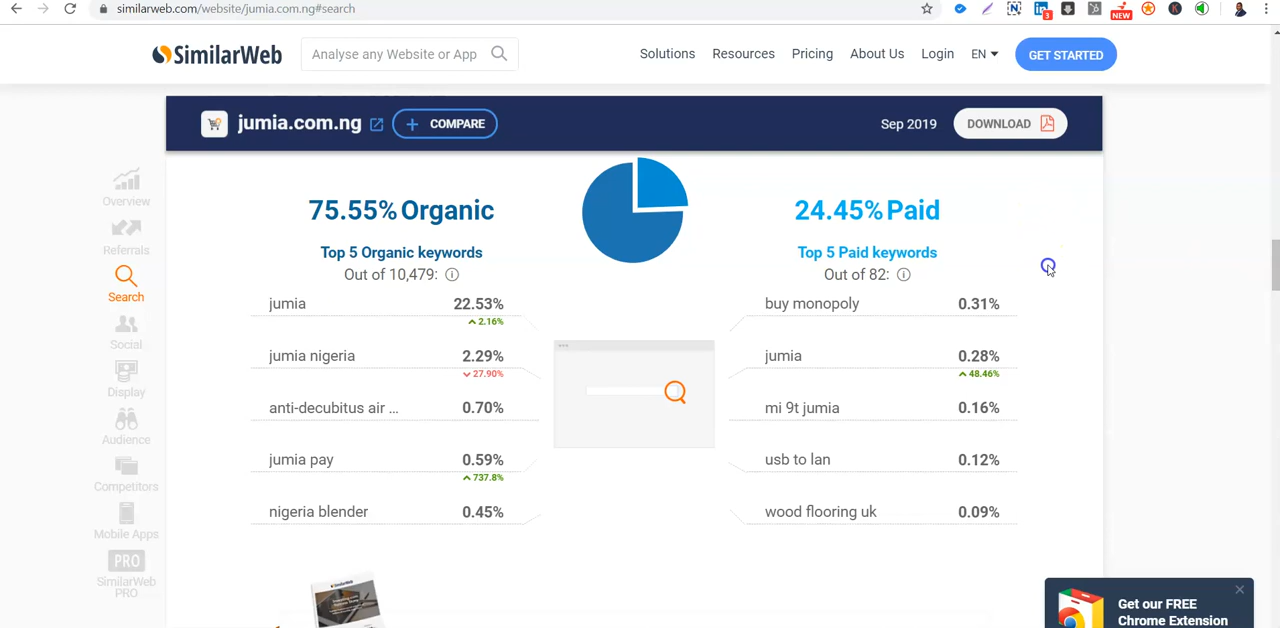 similarweb.com/website/jumia.com.ng#search
3
NEW
K
SimilarWeb
Analyse any Website or App
Solutions
Resources
Pricing
About Us
Login
EN
GET STARTED
jumia.com.ng
+ COMPARE
Sep 2019
DOWNLOAD
Overview
Referrals
Search
Social
Display
Audience
Competitors
Mobile Apps
PRO
SimilarWeb
PRO
75.55% Organic
Top 5 Organic keywords
Out of 10,479:
jumia 22.53%
2.16%
jumia nigeria 2.29%
27.90%
anti-decubitus air ... 0.70%
jumia pay 0.59%
737.8%
nigeria blender 0.45%
24.45% Paid
Top 5 Paid keywords
Out of 82:
buy monopoly 0.31%
jumia 0.28%
48.46%
mi 9t jumia 0.16%
usb to lan 0.12%
wood flooring uk 0.09%
SimilarWeb
Get our FREE
Chrome Extension